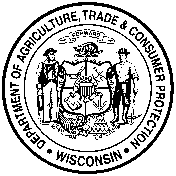 DEPARTMENT OF AGRICULTURE, TRADE & CONSUMER PROTECTION
• WISCONSIN •
FORWARD